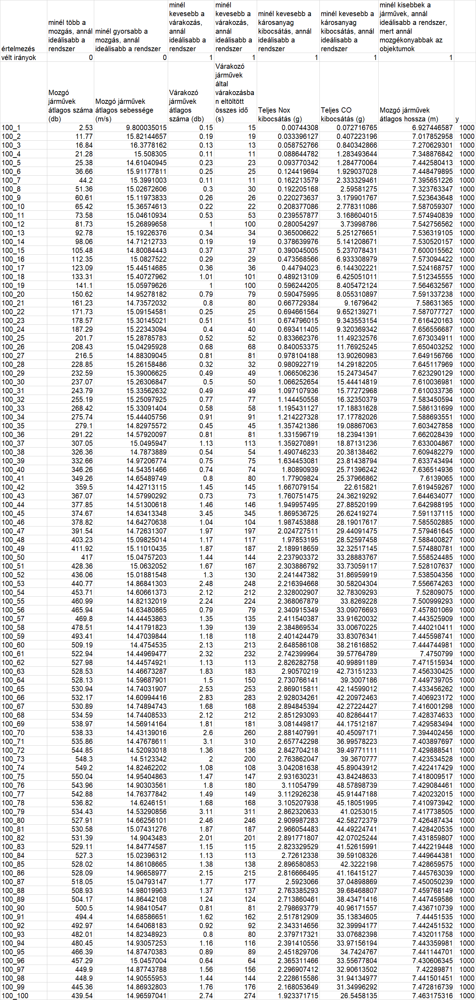 értelmezés	minél több a mozgás, annál ideálisabb a rendszer	minél gyorsabb a mozgás, annál ideálisabb a rendszer	minél kevesebb a várakozás, annál ideálisabb a rendszer	minél kevesebb a várakozás, annál ideálisabb a rendszer	minél kevesebb a károsanyag kibocsátás, annál ideálisabb a rendszer	minél kevesebb a károsanyag kibocsátás, annál ideálisabb a rendszer	minél kisebbek a járművek, annál ideálisabb a rendszer, mert annál mozgékonyabbak az objektumok
vélt irányok	0	0	1	1	1	1	1
Mozgó járművek átlagos száma (db)	Mozgó járművek átlagos sebessége (m/s)	Várakozó járművek átlagos száma (db)	Várakozó járművek által várakozásban eltöltött összes idő (s)	Teljes Nox kibocsátás (g)	Teljes CO kibocsátás (g)	Mozgó járművek átlagos hossza (m)	y
100_1	2.53	9.800035015	0.15	15	0.00744308	0.072716765	6.927446587	1000
100_2	11.77	15.82144657	0.19	19	0.033396127	0.407223196	7.017852958	1000
100_3	16.84	16.3778162	0.13	13	0.058752766	0.840342866	7.270629301	1000
100_4	21.28	15.508305	0.11	11	0.088644782	1.283493644	7.348876842	1000
100_5	25.38	14.61040945	0.23	23	0.093770342	1.284770064	7.442580413	1000
100_6	36.66	15.91177811	0.25	25	0.124419694	1.929037028	7.448479895	1000
100_7	44.2	15.3991003	0.11	11	0.162213579	2.333329461	7.395651226	1000
100_8	51.36	15.02672606	0.3	30	0.192205168	2.59581275	7.323763347	1000
100_9	60.61	15.11973833	0.26	26	0.220273637	3.179901767	7.523643648	1000
100_10	65.42	15.36574613	0.22	22	0.208377086	2.778311086	7.587059307	1000
100_11	73.58	15.04610934	0.53	53	0.239557877	3.168604015	7.574940839	1000
100_12	81.73	15.26899658	1	100	0.280054297	3.73998786	7.542756562	1000
100_13	92.78	15.19226376	0.34	34	0.365006622	5.251276651	7.536319105	1000
100_14	98.06	14.71212733	0.19	19	0.378639976	5.141208671	7.530520157	1000
100_15	105.48	14.80084443	0.37	37	0.390045005	5.237078431	7.600015562	1000
100_16	112.35	15.0827522	0.29	29	0.473568566	6.933308979	7.573094422	1000
100_17	123.09	15.44514685	0.36	36	0.44794023	6.144302221	7.524168757	1000
100_18	133.31	15.40727962	1.01	101	0.489213109	6.425051011	7.512345555	1000
100_19	141.1	15.05979626	1	100	0.596244205	8.405472124	7.564632567	1000
100_20	150.62	14.95278182	0.79	79	0.590475995	8.055310897	7.591337238	1000
100_21	161.23	14.73572032	0.8	80	0.667729384	9.1679642	7.58631365	1000
100_22	171.73	15.09154581	0.25	25	0.694661564	9.652139271	7.587077727	1000
100_23	178.57	15.30145021	0.51	51	0.674796015	9.343553154	7.616420163	1000
100_24	187.29	15.22343094	0.4	40	0.693411405	9.320369342	7.656556687	1000
100_25	201.7	15.28785783	0.52	52	0.833662376	11.49232576	7.673034911	1000
100_26	208.43	15.04295928	0.68	68	0.840053375	11.76925245	7.650403252	1000
100_27	216.5	14.88309045	0.81	81	0.978104188	13.90260983	7.649156766	1000
100_28	228.85	15.26158486	0.32	32	0.980922719	14.29182205	7.645117969	1000
100_29	232.59	15.39006625	0.49	49	1.066506236	15.24734547	7.623290129	1000
100_30	237.07	15.26306847	0.5	50	1.066252654	15.44414819	7.610036981	1000
100_31	243.79	15.33562632	0.49	49	1.097107936	15.77272968	7.610033736	1000
100_32	255.19	15.25097925	0.77	77	1.144450558	16.32350379	7.583450594	1000
100_33	268.42	15.33091404	0.58	58	1.195431127	17.18831628	7.586131699	1000
100_34	275.74	15.44405756	0.91	91	1.214227328	17.17782026	7.588693551	1000
100_35	279.1	14.82975572	0.45	45	1.357421386	19.08867063	7.603427858	1000
100_36	291.22	14.57920097	0.81	81	1.331596719	18.23941391	7.662028439	1000
100_37	307.05	15.0495947	1.13	113	1.359270891	18.87131236	7.633004867	1000
100_38	326.36	14.7873889	0.54	54	1.490746233	20.38138462	7.609482279	1000
100_39	332.66	14.97206774	0.75	75	1.634453081	23.81438794	7.633743494	1000
100_40	346.26	14.54351466	0.74	74	1.80890939	25.71396242	7.636514936	1000
100_41	349.26	14.65489749	0.8	80	1.77909824	25.37966862	7.6139065	1000
100_42	359.5	14.42713115	1.45	145	1.667079154	22.615821	7.619459267	1000
100_43	367.07	14.57990292	0.73	73	1.760751475	24.36219292	7.644634077	1000
100_44	377.85	14.51300618	1.46	146	1.949957495	27.88520199	7.642988195	1000
100_45	374.67	14.63413348	3.45	345	1.869536725	26.62419274	7.591137115	1000
100_46	378.82	14.64270638	1.04	104	1.987453888	28.19017617	7.585502885	1000
100_47	391.54	14.72631307	1.97	197	2.024727511	29.44091475	7.579461645	1000
100_48	403.23	15.09825014	1.17	117	1.97853195	28.52597458	7.588400827	1000
100_49	411.92	15.11010435	1.87	187	2.189918659	32.32517145	7.574880781	1000
100_50	417	15.04757203	1.44	144	2.237903372	33.28883767	7.558524485	1000
100_51	428.36	15.0632052	1.67	167	2.303886792	33.73059117	7.528107637	1000
100_52	436.06	15.01881548	1.3	130	2.241447382	31.86959919	7.538504356	1000
100_53	440.77	14.86841303	2.48	248	2.216394668	30.58204304	7.556674263	1000
100_54	453.71	14.60661373	2.12	212	2.328002907	32.78309293	7.52809075	1000
100_55	460.99	14.82132019	2.24	224	2.368067879	33.8269228	7.500999293	1000
100_56	465.94	14.63480865	0.79	79	2.340915349	33.09076693	7.457801069	1000
100_57	469.8	14.44453863	1.35	135	2.411540387	33.91620032	7.443525909	1000
100_58	478.51	14.41791823	1.39	139	2.384869534	33.00670225	7.440210411	1000
100_59	493.41	14.47039844	1.18	118	2.401424479	33.83076341	7.445598741	1000
100_60	509.19	14.4754535	2.13	213	2.648586108	38.21616852	7.444744981	1000
100_61	522.94	14.44969477	2.32	232	2.742399964	39.57764789	7.4750799	1000
100_62	527.98	14.44574921	1.13	113	2.826282758	40.99891189	7.471515934	1000
100_63	528.53	14.46673287	1.83	183	2.90570219	42.73151233	7.456330425	1000
100_64	528.13	14.59687901	1.5	150	2.730766141	39.3007186	7.449739705	1000
100_65	530.94	14.74031907	2.53	253	2.869015811	42.14599012	7.433456262	1000
100_66	532.17	14.60994416	2.83	283	2.928034261	42.20972463	7.406923172	1000
100_67	530.89	14.74894743	1.68	168	2.894845394	42.27224427	7.416001298	1000
100_68	534.59	14.74408533	2.12	212	2.851293093	40.82864417	7.428374633	1000
100_69	538.97	14.56914164	1.81	181	3.081449817	44.17512187	7.429583494	1000
100_70	538.33	14.43139016	2.6	260	2.881407991	40.45097171	7.394402456	1000
100_71	535.86	14.47678611	3.1	310	2.657742298	36.99578223	7.403897697	1000
100_72	544.85	14.52093018	1.36	136	2.842704218	39.49771111	7.429888541	1000
100_73	548.3	14.5123342	2	200	2.763862047	39.3670777	7.423534528	1000
100_74	549.2	14.82462202	1.08	108	3.042081638	45.89043912	7.422417429	1000
100_75	550.04	14.95404863	1.47	147	2.931630231	43.84248633	7.418009517	1000
100_76	543.96	14.90303561	1.8	180	3.11054799	48.57898739	7.429084461	1000
100_77	542.88	14.76377842	1.49	149	3.112926238	45.91447188	7.420232015	1000
100_78	536.82	14.6246151	1.68	168	3.105207938	45.18051995	7.410973942	1000
100_79	534.43	14.53290856	3.11	311	2.862320633	41.0253015	7.417738505	1000
100_80	527.91	14.66256101	2.46	246	2.909987283	42.58272379	7.426487434	1000
100_81	530.58	15.07431276	1.87	187	2.966054483	44.49224741	7.428420535	1000
100_82	531.39	14.9043483	2.01	201	2.891771807	42.07025244	7.431859807	1000
100_83	529.11	14.84774587	1.15	115	2.823329529	41.52615991	7.442219448	1000
100_84	527.3	15.02396312	1.13	113	2.72612338	39.59108326	7.449644381	1000
100_85	528.02	14.86108665	1.38	138	2.896580853	42.3222198	7.428659575	1000
100_86	528.09	14.96658977	2.15	215	2.816666495	41.16415127	7.445763039	1000
100_87	518.05	15.04793147	1.77	177	2.5923066	37.04898869	7.450050239	1000
100_88	508.93	14.98019963	1.37	137	2.763385293	39.68468807	7.459768149	1000
100_89	504.17	14.86442108	1.24	124	2.713860461	38.43471416	7.447459586	1000
100_90	500.5	14.98410547	0.81	81	2.798693779	40.96171557	7.436710739	1000
100_91	494.4	14.68586651	1.62	162	2.517812909	35.13834605	7.44451535	1000
100_92	492.97	14.64068183	0.92	92	2.343314656	32.39994177	7.442451532	1000
100_93	482.01	14.82348923	0.8	80	2.379717321	33.07682398	7.432011758	1000
100_94	480.45	14.93057253	1.16	116	2.391410556	33.97156194	7.443359981	1000
100_95	466.39	14.87470383	0.89	89	2.451829706	34.7424767	7.441144701	1000
100_96	457.29	15.0457004	0.64	64	2.365311466	33.55677804	7.430606345	1000
100_97	449.9	14.87743788	1.56	156	2.296907412	32.90613502	7.42289871	1000
100_98	448.9	14.90555953	1.44	144	2.228615586	31.94134977	7.441501451	1000
100_99	445.36	14.86932803	1.76	176	2.168053649	31.34996292	7.472816739	1000
100_100	439.54	14.96597041	2.74	274	1.923371715	26.5458135	7.463175316	1000